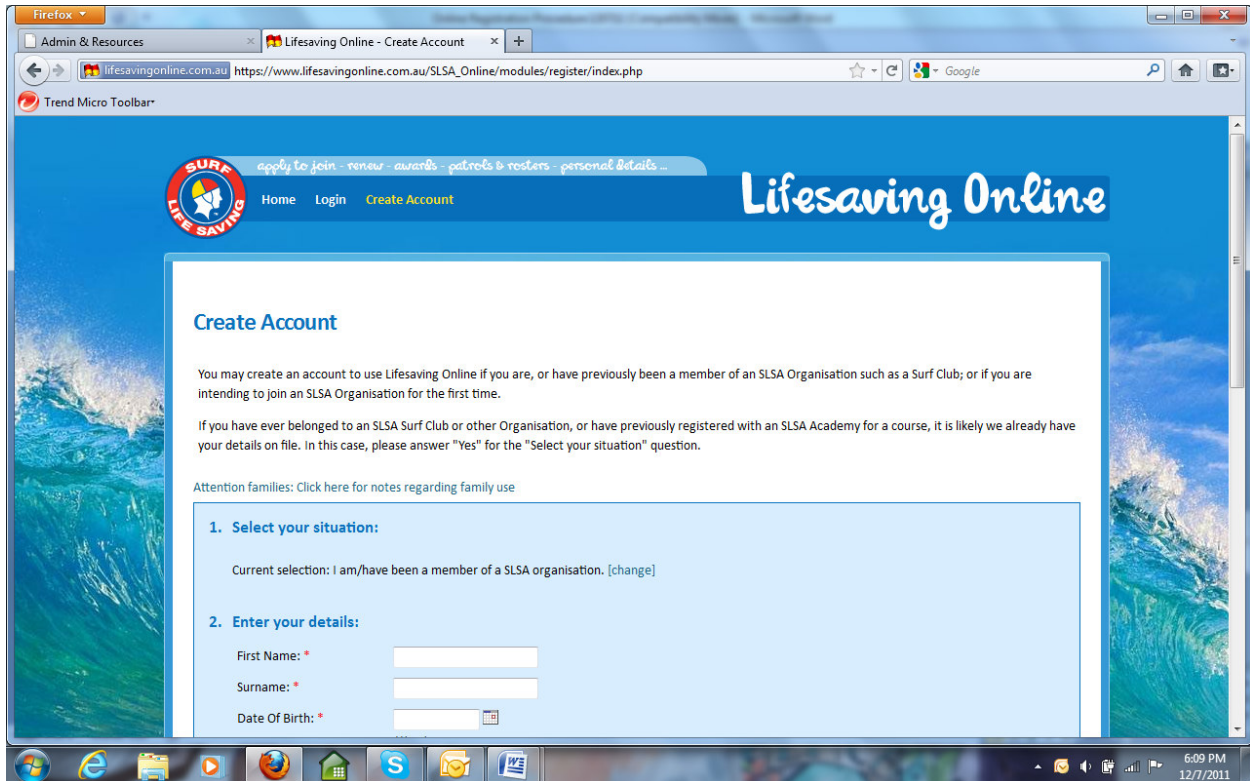 Firefox
Online Registration Procedure (2011) [Compatibility Mode] - Microsoft Word
Admin & Resources
Lifesaving Online - Create Account
lifesavingonline.com.au
https://www.lifesavingonline.com.au/SLSA_Online/modules/register/index.php
Google
Trend Micro Toolbar
SURF LIFE SAVING
apply to join - renew - awards - patrols & rosters - personal details ...
Home Login Create Account
Lifesaving Online
Create Account
You may create an account to use Lifesaving Online if you are, or have previously been a member of an SLSA Organisation such as a Surf Club; or if you are
intending to join an SLSA Organisation for the first time.
If you have ever belonged to an SLSA Surf Club or other Organisation, or have previously registered with an SLSA Academy for a course, it is likely we already have
your details on file. In this case, please answer "Yes" for the "Select your situation" question.
Attention families: Click here for notes regarding family use
1. Select your situation:
Current selection: I am/have been a member of a SLSA organisation. [change]
2. Enter your details:
First Name: *
Surname: *
Date Of Birth: *
6:09 PM
12/7/2011